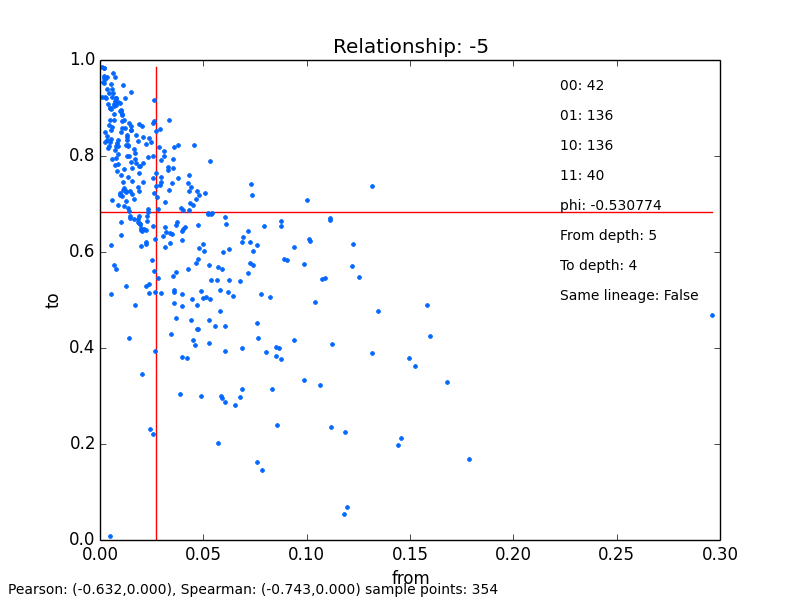 Relationship: -5
1.0
0.8
0.6
0.4
0.2
0.0
to
00: 42
01: 136
10: 136
11: 40
phi: -0.530774
From depth: 5
To depth: 4
Same lineage: False
0.00 0.05 0.10 0.15 0.20 0.25 0.30
from
Pearson: (-0.632,0.000), Spearman: (-0.743,0.000) sample points: 354